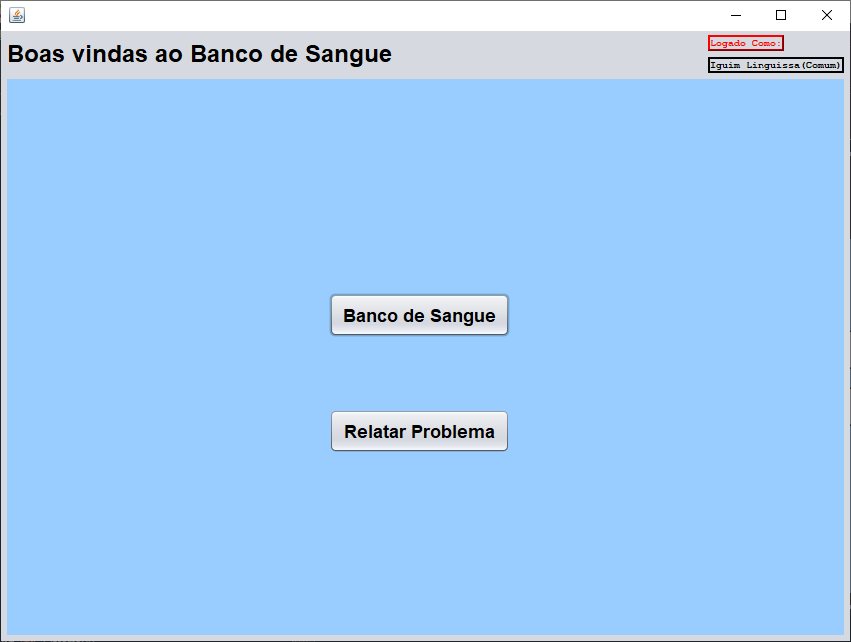 Boas vindas ao Banco de Sangue
Logado Como:
Iguim Linguissa(Comum)
Banco de Sangue
Relatar Problema